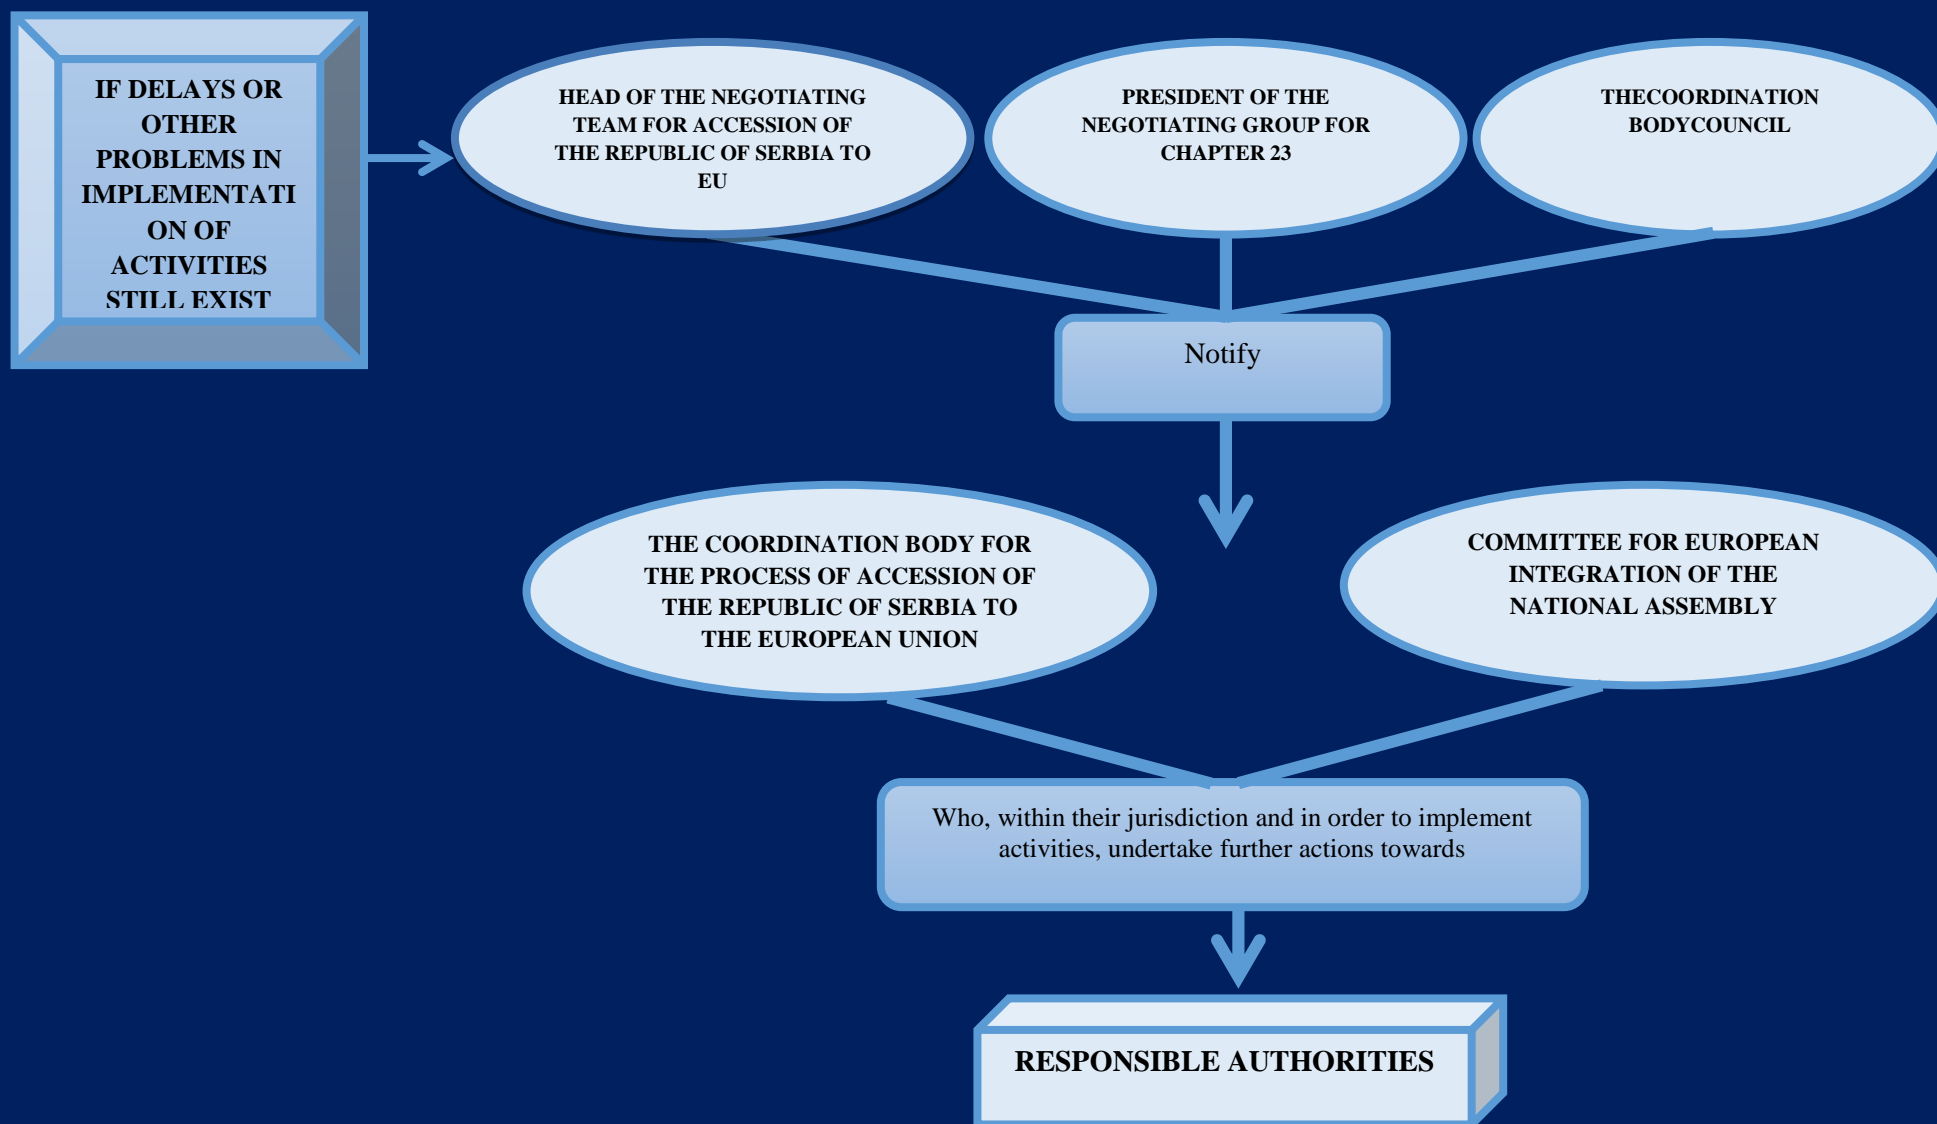 IF DELAYS OR
OTHER
PROBLEMS IN
IMPLEMENTATI
ON OF
ACTIVITIES
STILL EXIST
HEAD OF THE NEGOTIATING
TEAM FOR ACCESSION OF
THE REPUBLIC OF SERBIA TO
EU
PRESIDENT OF THE
NEGOTIATING GROUP FOR
CHAPTER 23
THECOORDINATION
BODYCOUNCIL
Notify
THE COORDINATION BODY FOR
THE PROCESS OF ACCESSION OF
THE REPUBLIC OF SERBIA TO
THE EUROPEAN UNION
COMMITTEE FOR EUROPEAN
INTEGRATION OF THE
NATIONAL ASSEMBLY
Who, within their jurisdiction and in order to implement
activities, undertake further actions towards
RESPONSIBLE AUTHORITIES